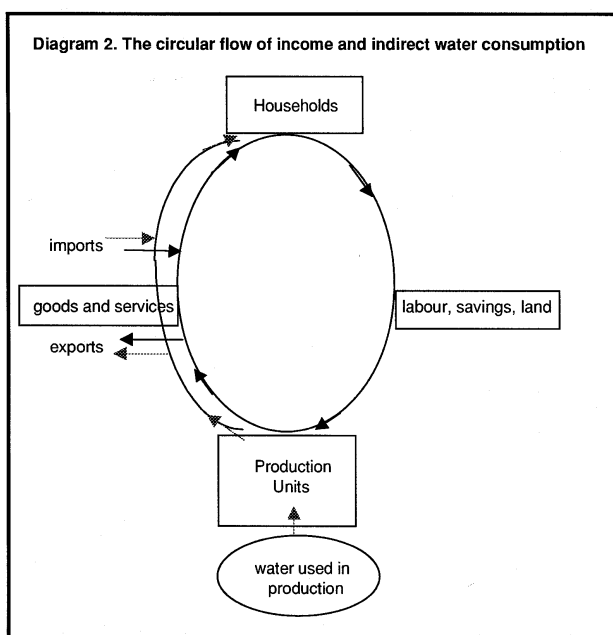 Diagram 2. The circular flow of income and indirect water consumption
Households
imports
goods and services
labour, savings, land
exports
Production
Units
water used in
production